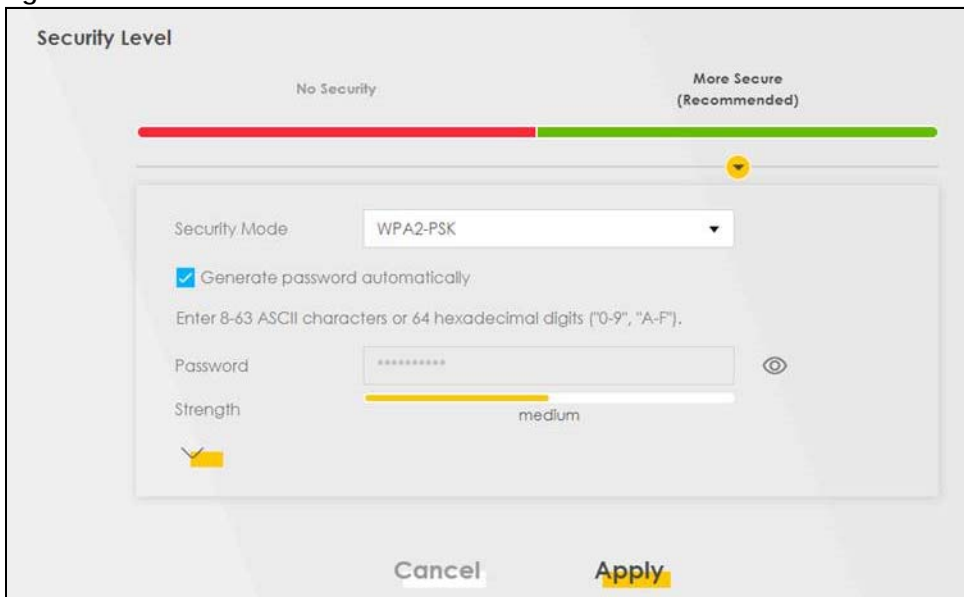 Security Level
No Security
More Secure
(Recommended)
Security Mode
WPA2-PSK
Generate password automatically
Enter 8-63 ASCII characters or 64 hexadecimal digits ("0-9", "A-F").
Password
**********
Strength
medium
Cancel
Apply